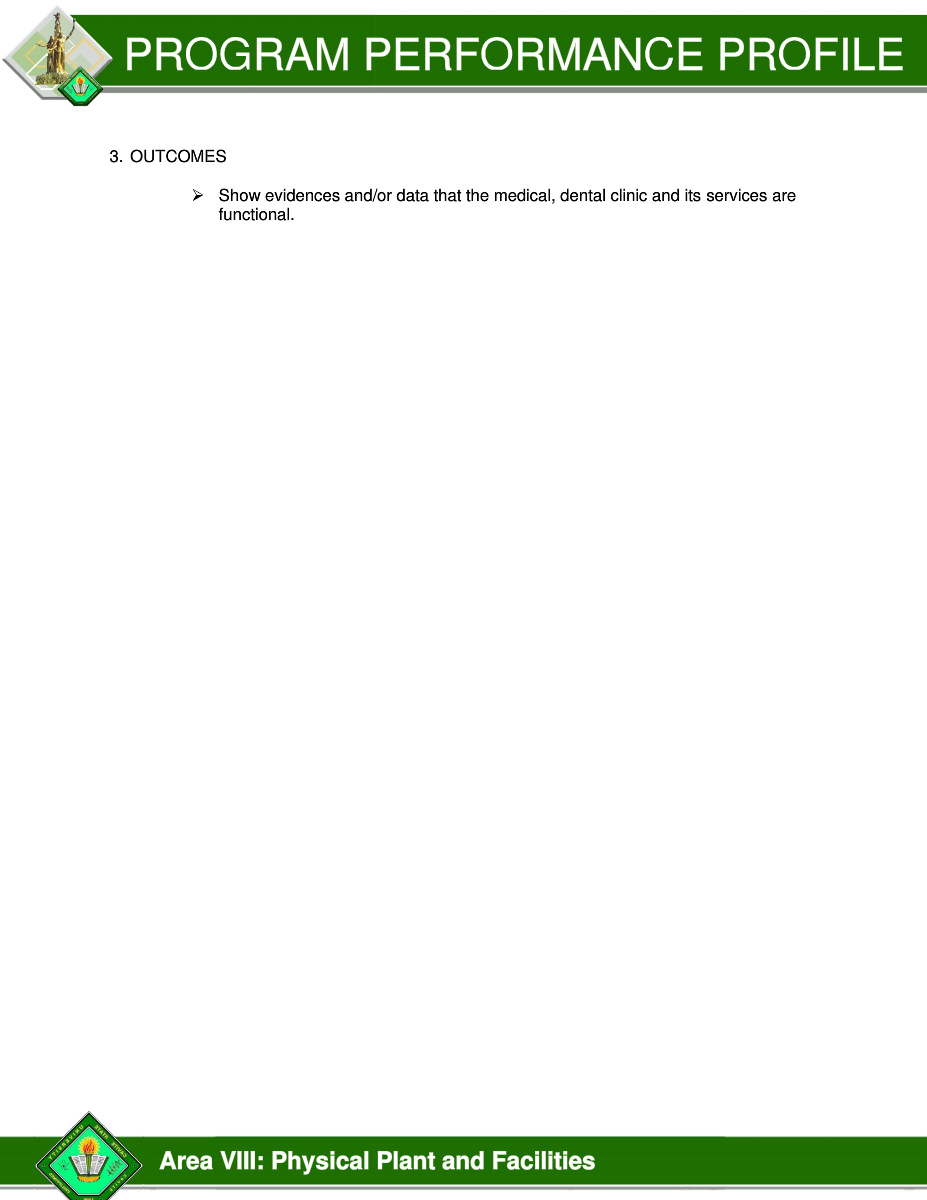 PROGRAM PERFORMANCE PROFILE
3. OUTCOMES
➢ Show evidences and/or data that the medical, dental clinic and its services are
functional.
Area VIII: Physical Plant and Facilities